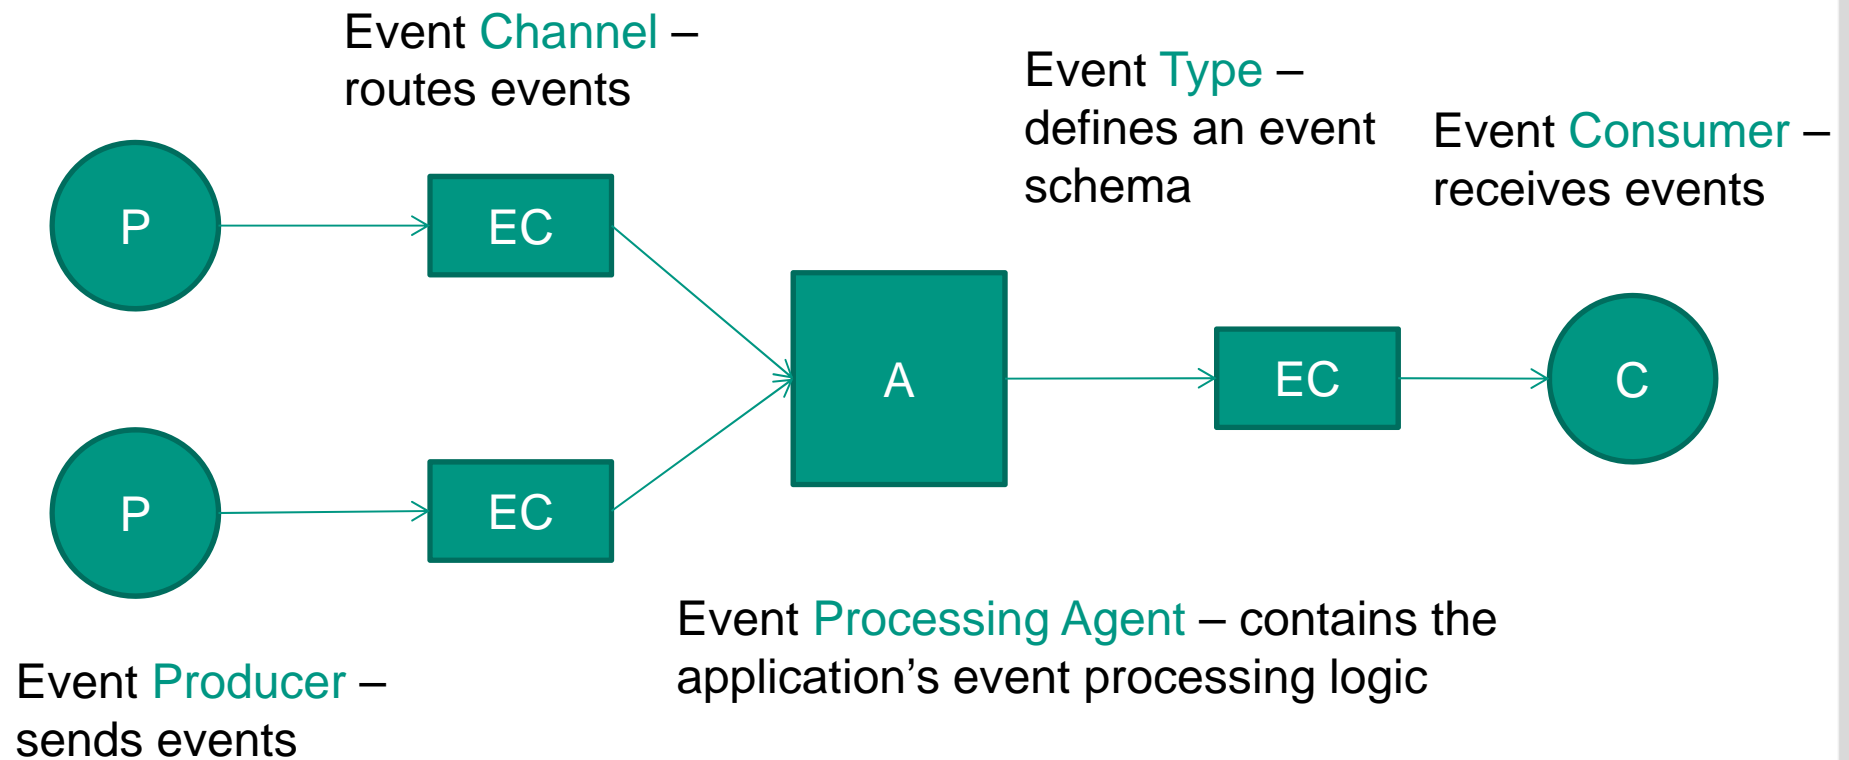 Event Channel –
routes events
Event Type –
defines an event
schema
Event Consumer –
receives events
P
EC
A
EC
C
P
EC
Event Processing Agent – contains the
application’s event processing logic
Event Producer –
sends events